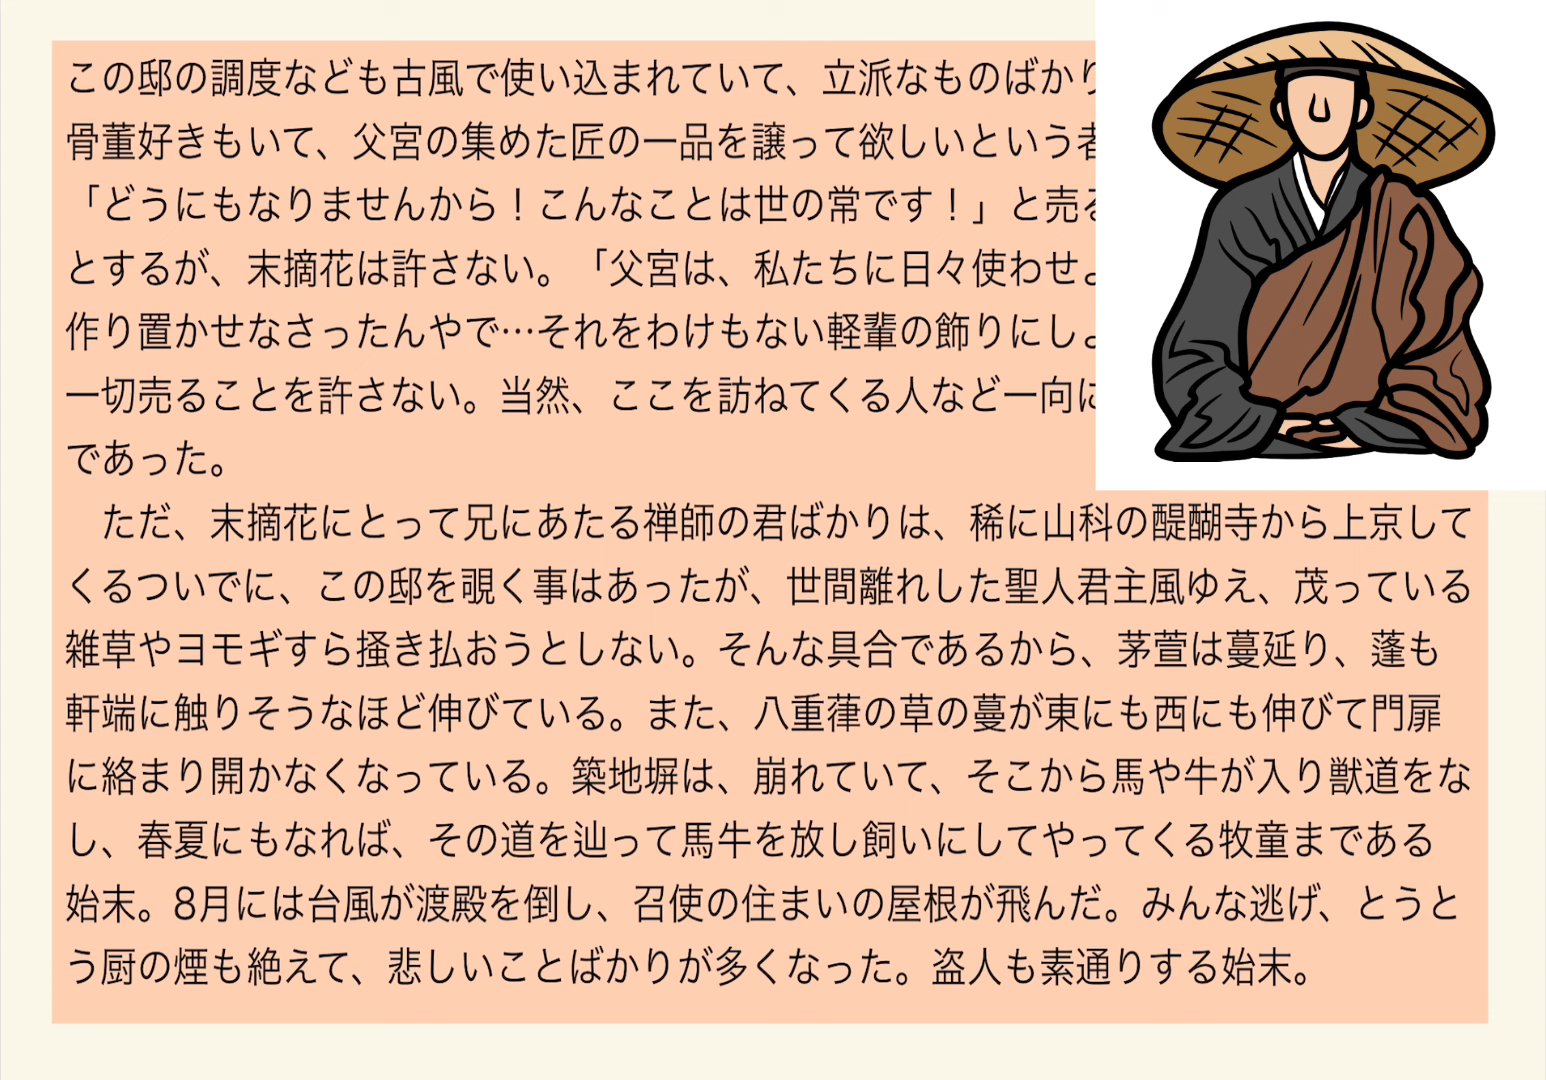 この邸の調度なども古風で使い込まれていて、立派なものばかり
骨董好きもいて、父宮の集めた匠の一品を譲って欲しいという者
「どうにもなりませんから！こんなことは世の常です！」と売る
とするが、末摘花は許さない。「父宮は、私たちに日々使わせよ
作り置かせなさったんやで…それをわけもない軽輩の飾りにしよ
一切売ることを許さない。当然、ここを訪ねてくる人など一向に
であった。
ただ、末摘花にとって兄にあたる禅師の君ばかりは、稀に山科の醍醐寺から上京して
くるついでに、この邸を覗く事はあったが、世間離れした聖人君主風ゆえ、茂っている
雑草やヨモギすら掻き払おうとしない。そんな具合であるから、茅萱は蔓延り、蓬も
軒端に触りそうなほど伸びている。また、八重葎の草の蔓が東にも西にも伸びて門扉
に絡まり開かなくなっている。築地塀は、崩れていて、そこから馬や牛が入り獣道をな
し、春夏にもなれば、その道を辿って馬牛を放し飼いにしてやってくる牧童まである
始末。8月には台風が渡殿を倒し、召使の住まいの屋根が飛んだ。みんな逃げ、とうと
う厨の煙も絶えて、悲しいことばかりが多くなった。盗人も素通りする始末。